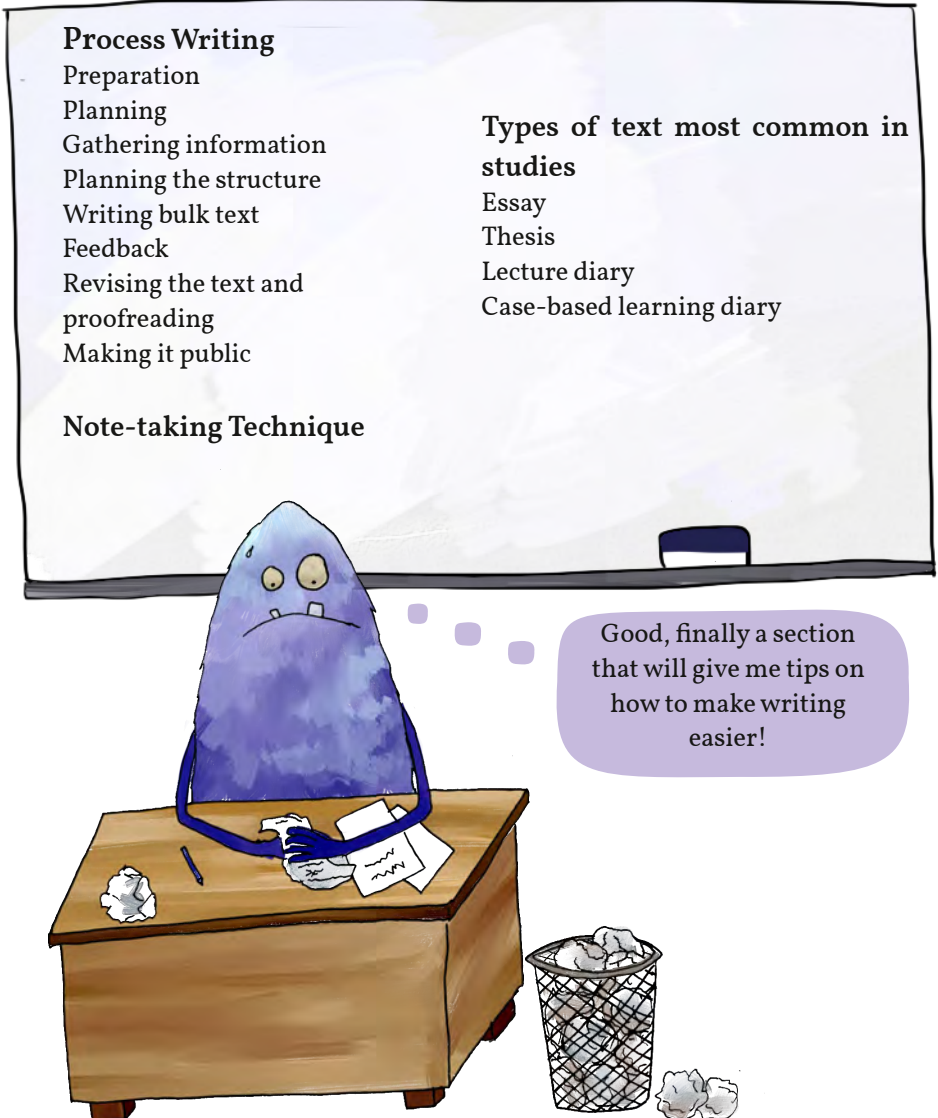 Process Writing
Preparation
Planning
Gathering information
Planning the structure
Writing bulk text
Feedback
Revising the text and
proofreading
Making it public
Note-taking Technique
Types of text most common in
studies
Essay
Thesis
Lecture diary
Case-based learning diary
Good, finally a section
that will give me tips on
how to make writing
easier!